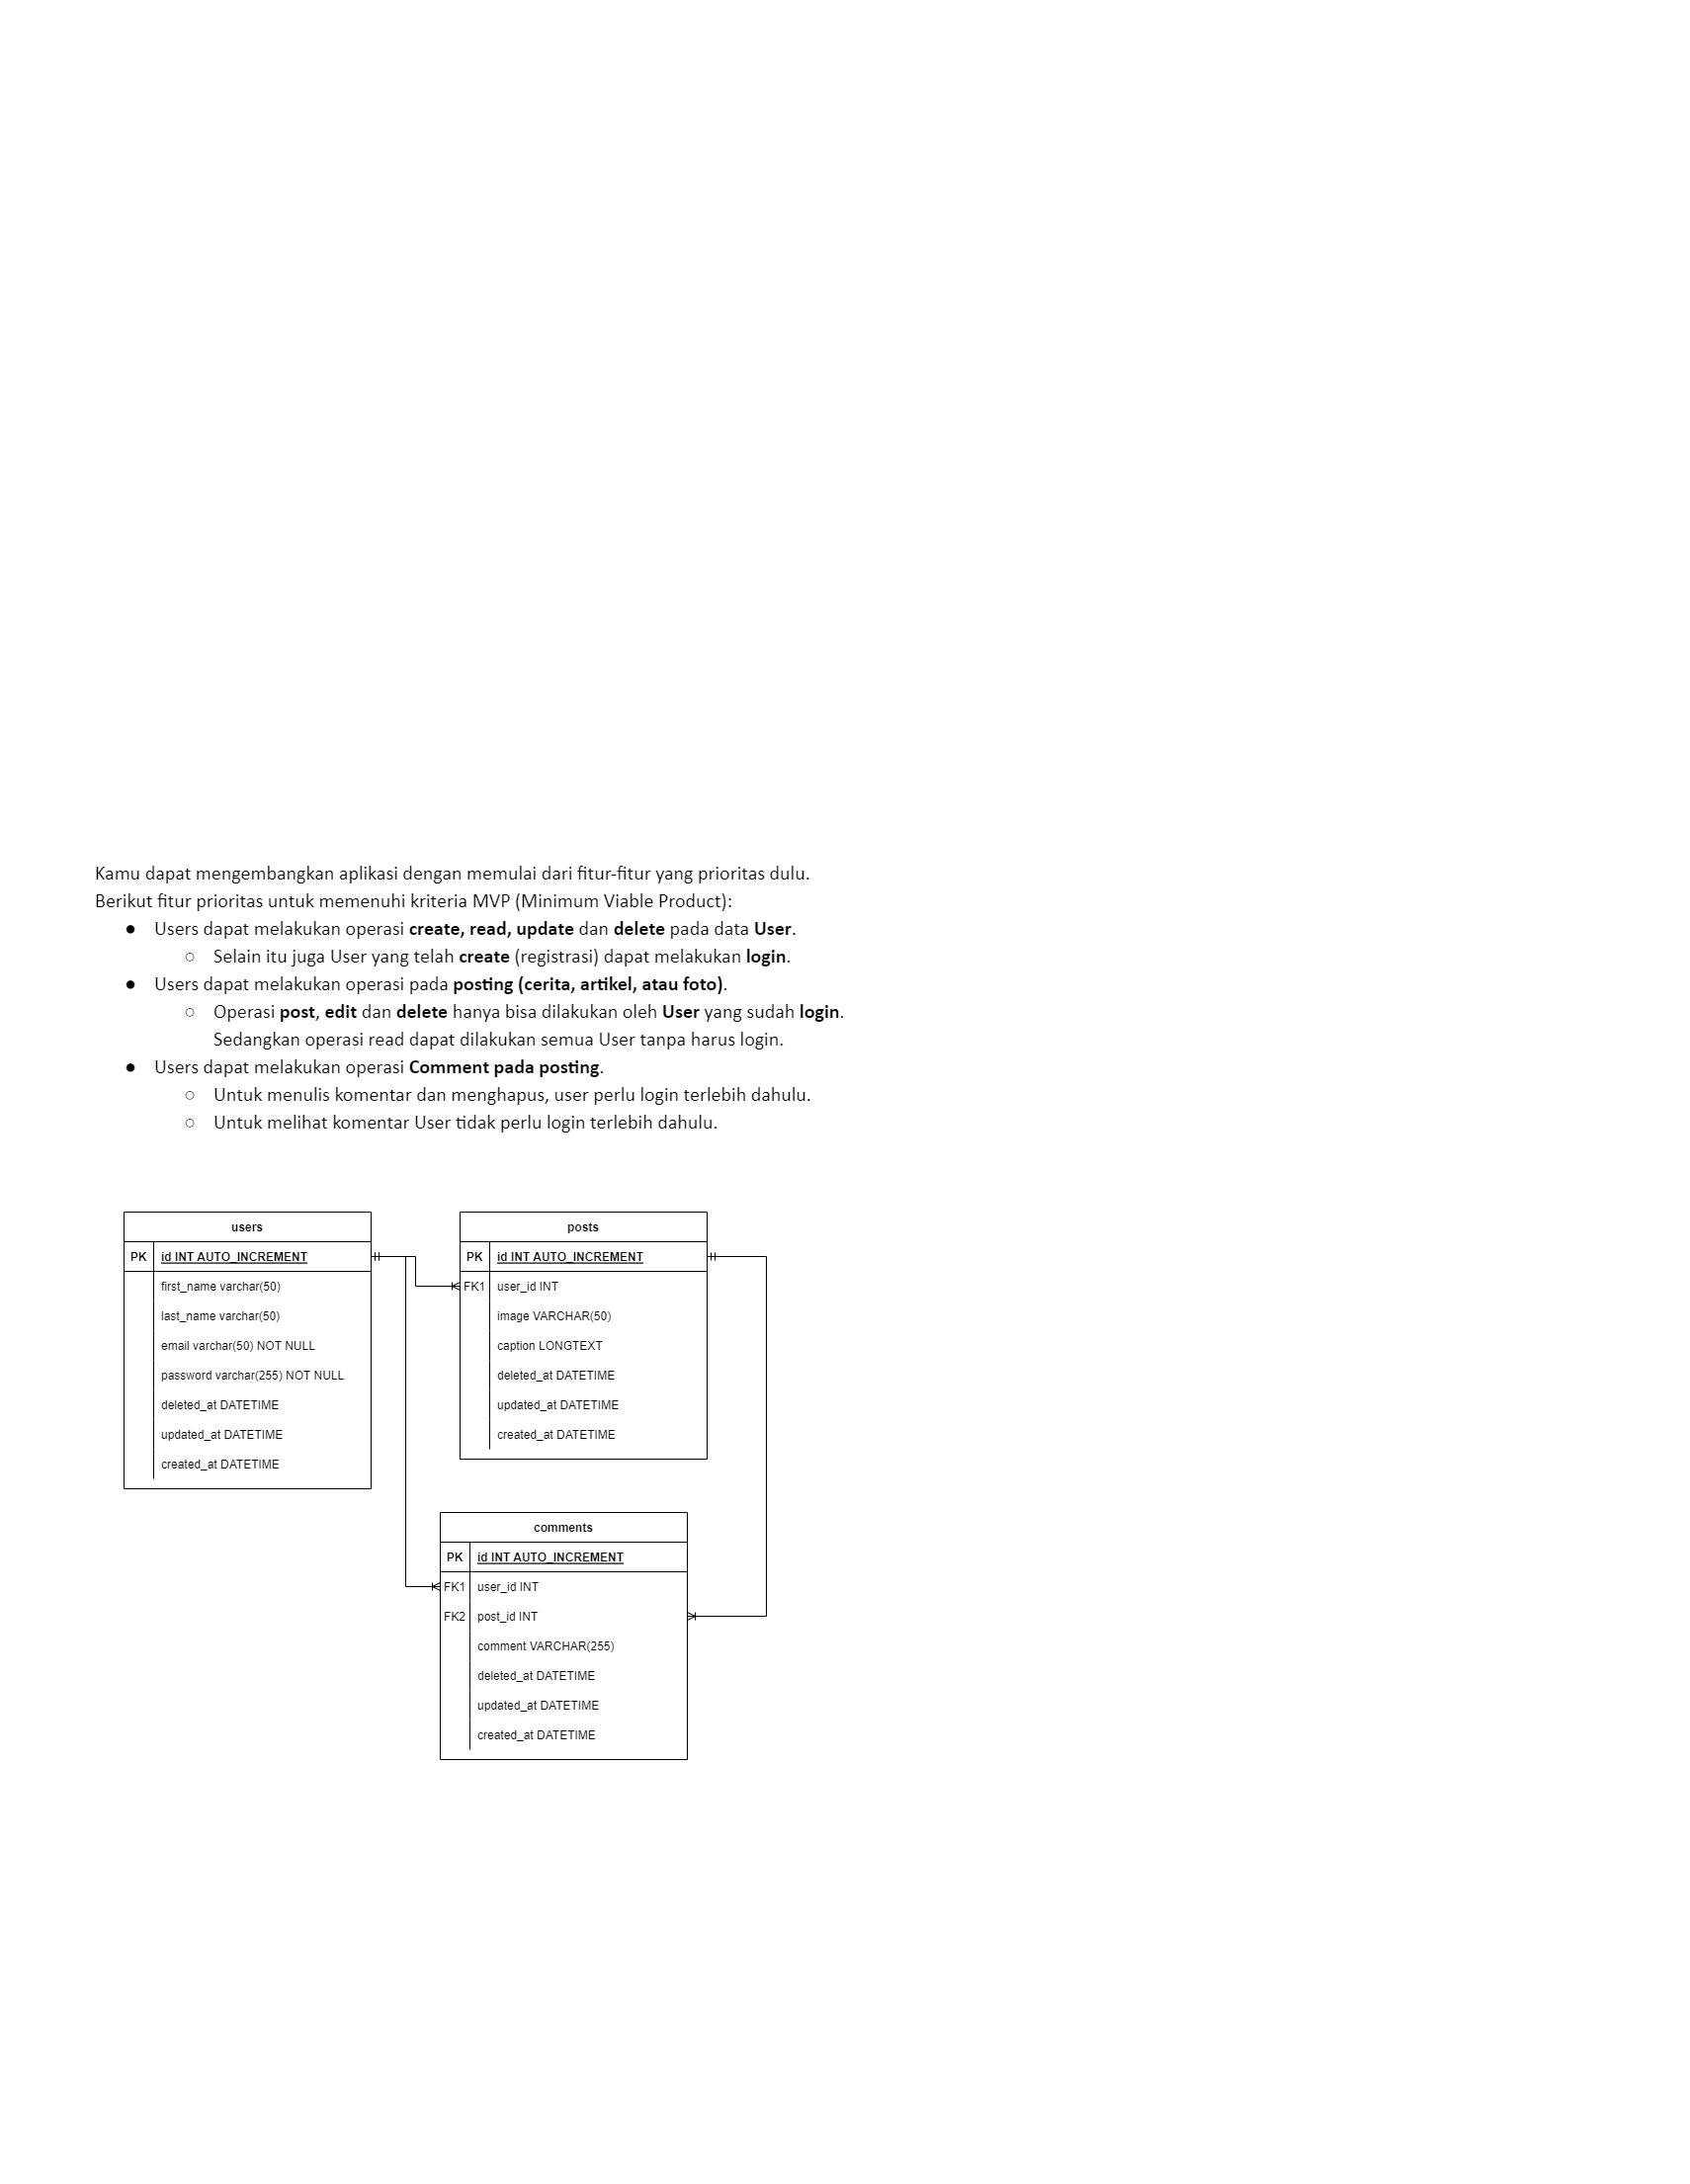 Kamu dapat mengembangkan aplikasi dengan memulai dari fitur-fitur yang prioritas dulu.
Berikut fitur prioritas untuk memenuhi kriteria MVP (Minimum Viable Product):
● Users dapat melakukan operasi create, read, update dan delete pada data User.
○ Selain itu juga User yang telah create (registrasi) dapat melakukan login.
● Users dapat melakukan operasi pada posting (cerita, artikel, atau foto).
○ Operasi post, edit dan delete hanya bisa dilakukan oleh User yang sudah login.
Sedangkan operasi read dapat dilakukan semua User tanpa harus login.
● Users dapat melakukan operasi Comment pada posting.
○ Untuk menulis komentar dan menghapus, user perlu login terlebih dahulu.
○ Untuk melihat komentar User tidak perlu login terlebih dahulu.
users
PK id INT AUTO_INCREMENT
first_name varchar(50)
last_name varchar(50)
email varchar(50) NOT NULL
password varchar(255) NOT NULL
deleted_at DATETIME
updated_at DATETIME
created_at DATETIME
posts
PK id INT AUTO_INCREMENT
FK1 user_id INT
image VARCHAR(50)
caption LONGTEXT
deleted_at DATETIME
updated_at DATETIME
created_at DATETIME
comments
PK id INT AUTO_INCREMENT
FK1 user_id INT
FK2 post_id INT
comment VARCHAR(255)
deleted_at DATETIME
updated_at DATETIME
created_at DATETIME